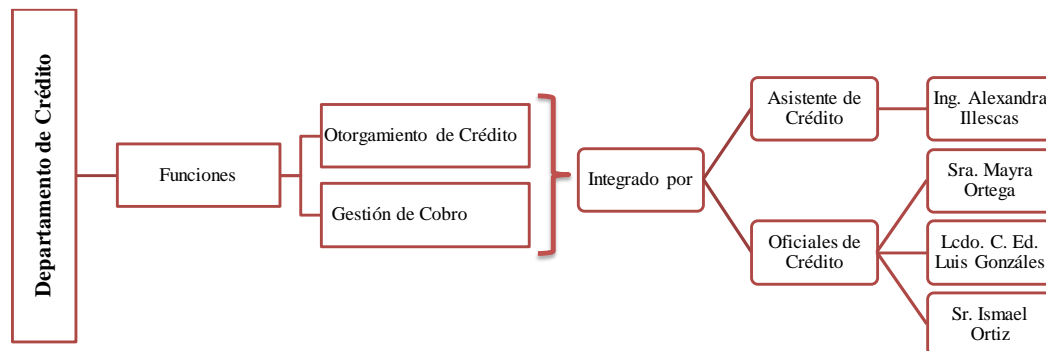 Departamento de Crédito
Funciones
Otorgamiento de Crédito
Gestión de Cobro
Integrado por
Asistente de
Crédito
Ing. Alexandra
Illescas
Oficiales de
Crédito
Sra. Mayra
Ortega
Lcdo. C. Ed.
Luis Gonzáles
Sr. Ismael
Ortiz